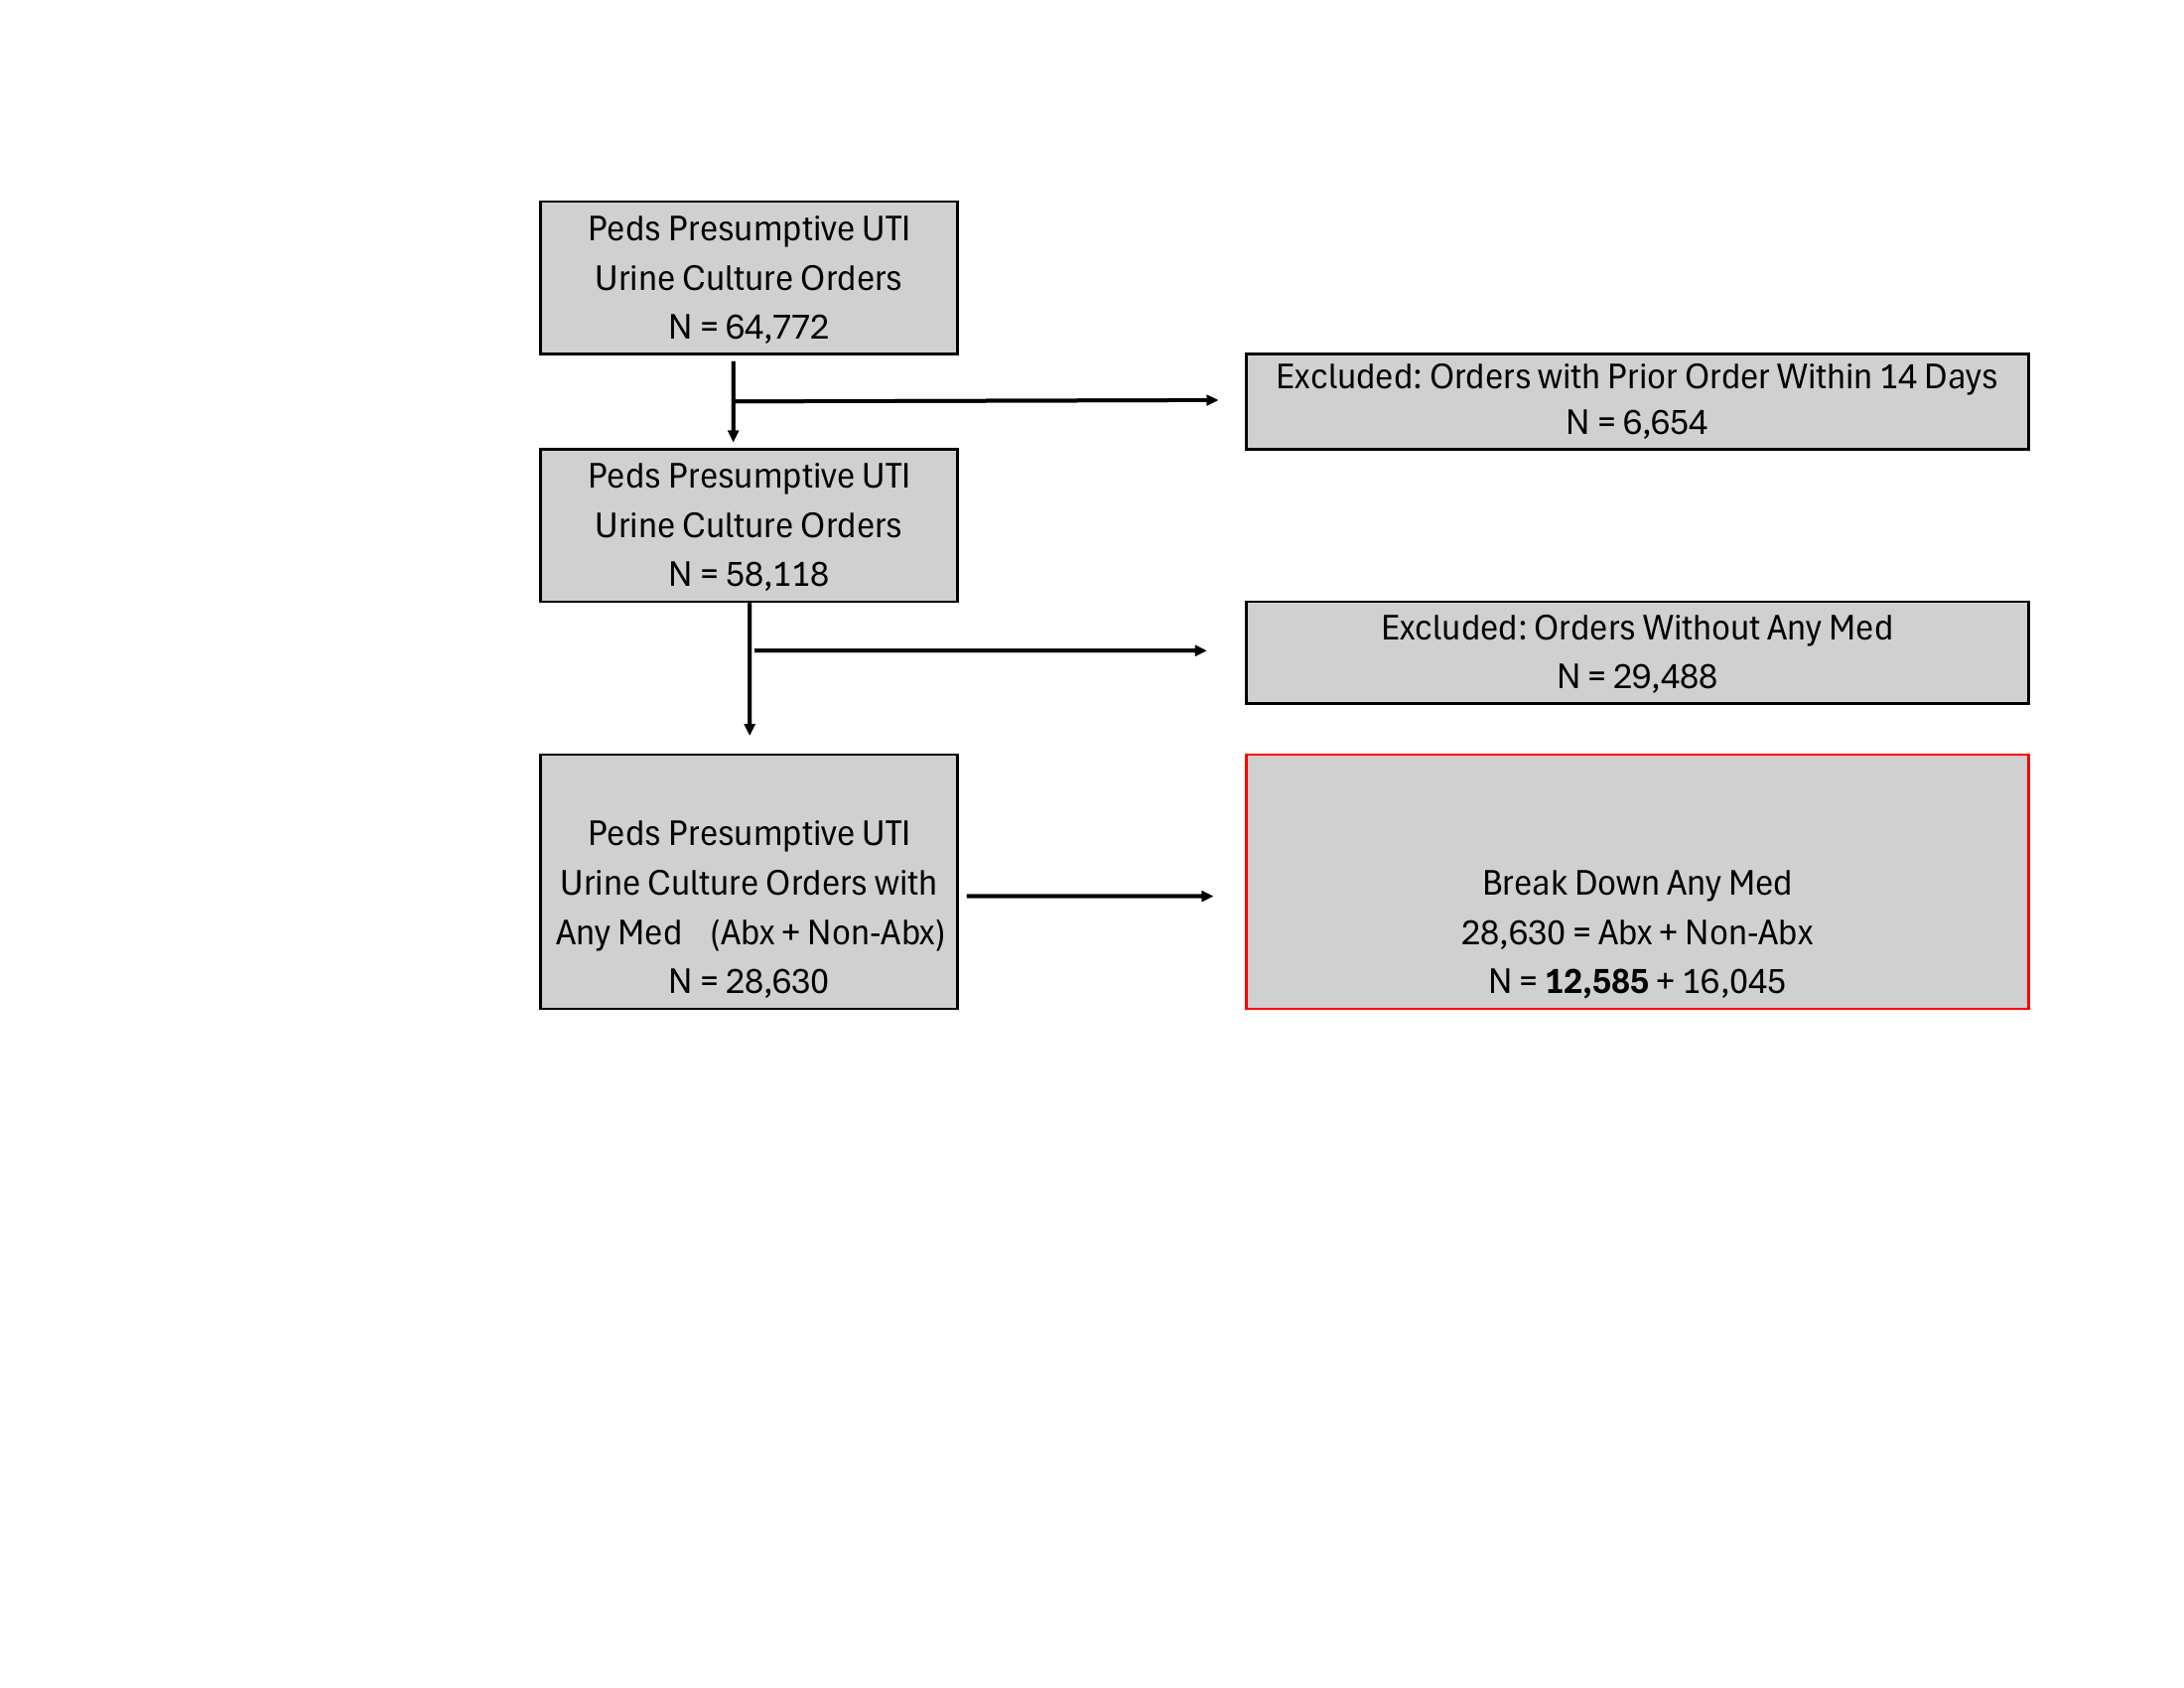 Peds Presumptive UTI
Urine Culture Orders
N = 64,772
Excluded: Orders with Prior Order Within 14 Days
N = 6,654
Peds Presumptive UTI
Urine Culture Orders
N = 58,118
Excluded: Orders Without Any Med
N = 29,488
Peds Presumptive UTI
Urine Culture Orders with
Any Med (Abx + Non-Abx)
N = 28,630
Break Down Any Med
28,630 = Abx + Non-Abx
N = 12,585 + 16,045